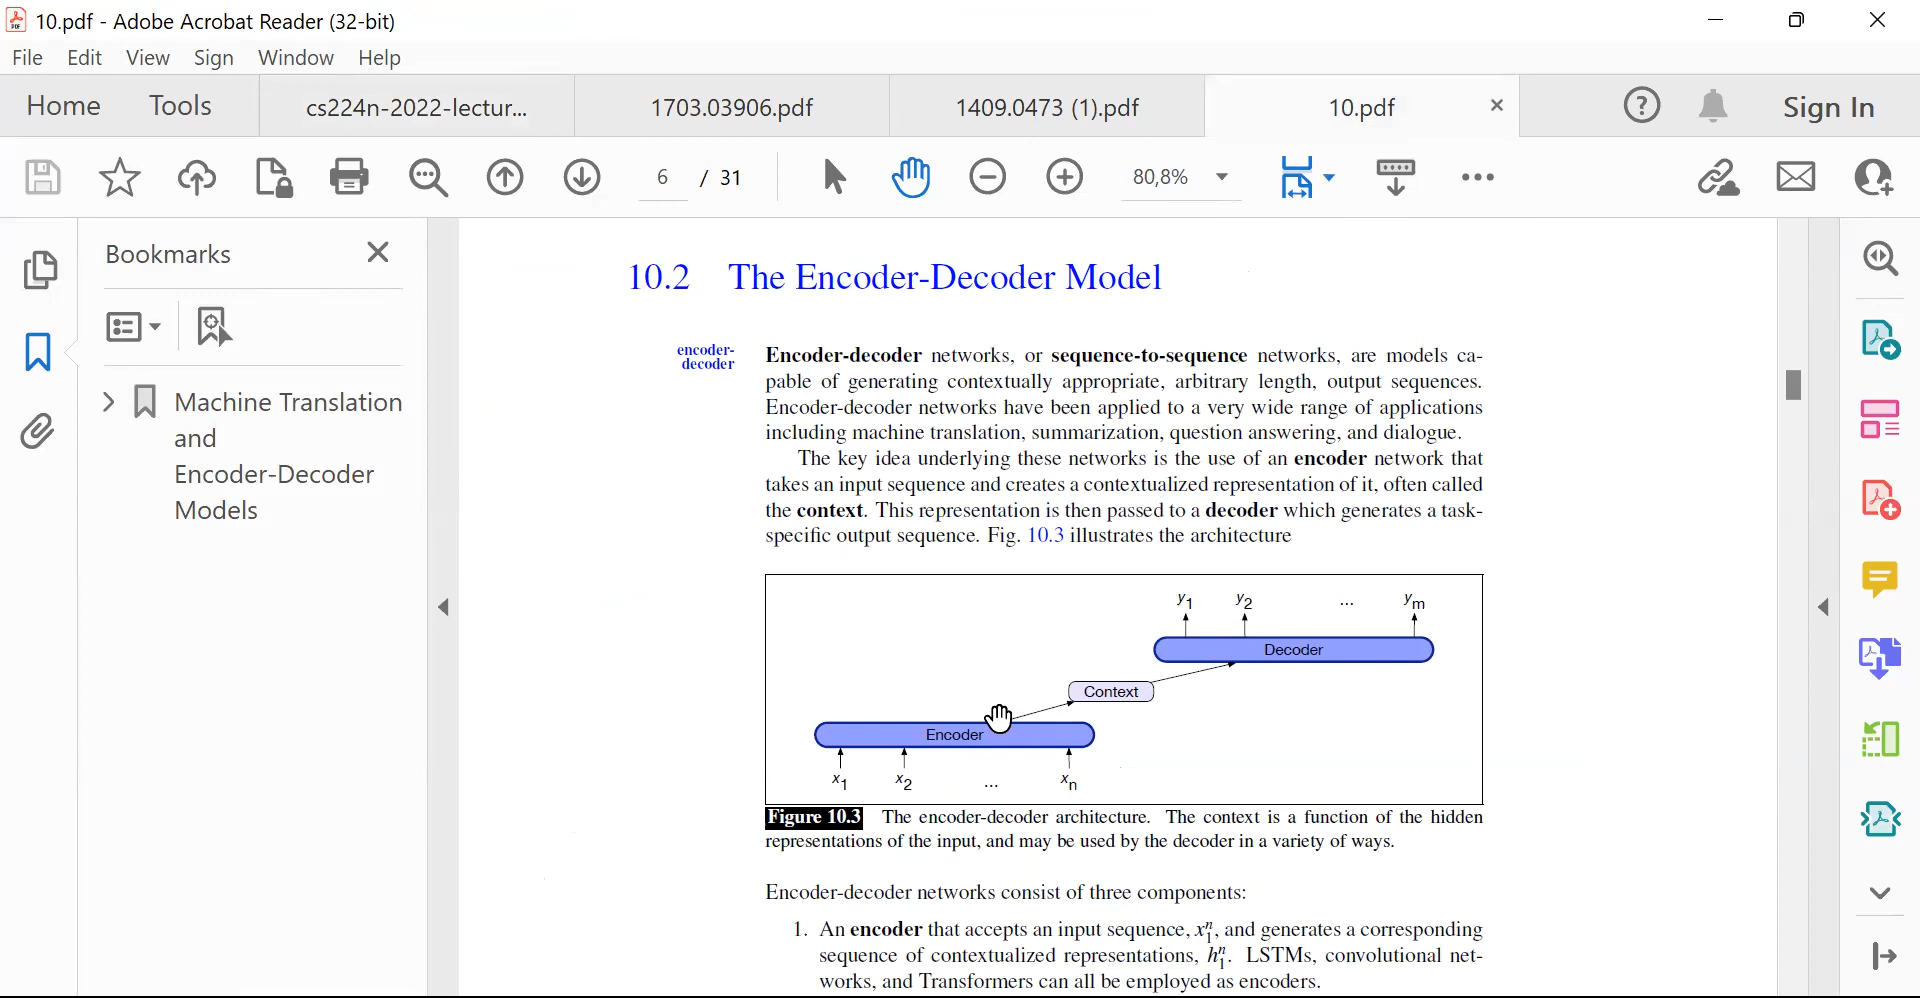 10.pdf - Adobe Acrobat Reader (32-bit)
File Edit View Sign Window Help
Home Tools cs224n-2022-lectur... 1703.03906.pdf 1409.0473 (1).pdf 10.pdf Sign In
6 / 31 80,8%
Bookmarks
Machine Translation
and
Encoder-Decoder
Models
10.2 The Encoder-Decoder Model
encoder-
decoder
Encoder-decoder networks, or sequence-to-sequence networks, are models ca-
pable of generating contextually appropriate, arbitrary length, output sequences.
Encoder-decoder networks have been applied to a very wide range of applications
including machine translation, summarization, question answering, and dialogue.
The key idea underlying these networks is the use of an encoder network that
takes an input sequence and creates a contextualized representation of it, often called
the context. This representation is then passed to a decoder which generates a task-
specific output sequence. Fig. 10.3 illustrates the architecture
y1 y2 ... ym
Decoder
Context
Encoder
x1 x2 ... xn
Figure 10.3 The encoder-decoder architecture. The context is a function of the hidden
representations of the input, and may be used by the decoder in a variety of ways.
Encoder-decoder networks consist of three components:
1. An encoder that accepts an input sequence, x_1^n, and generates a corresponding
sequence of contextualized representations, h_1^n. LSTMs, convolutional net-
works, and Transformers can all be employed as encoders.